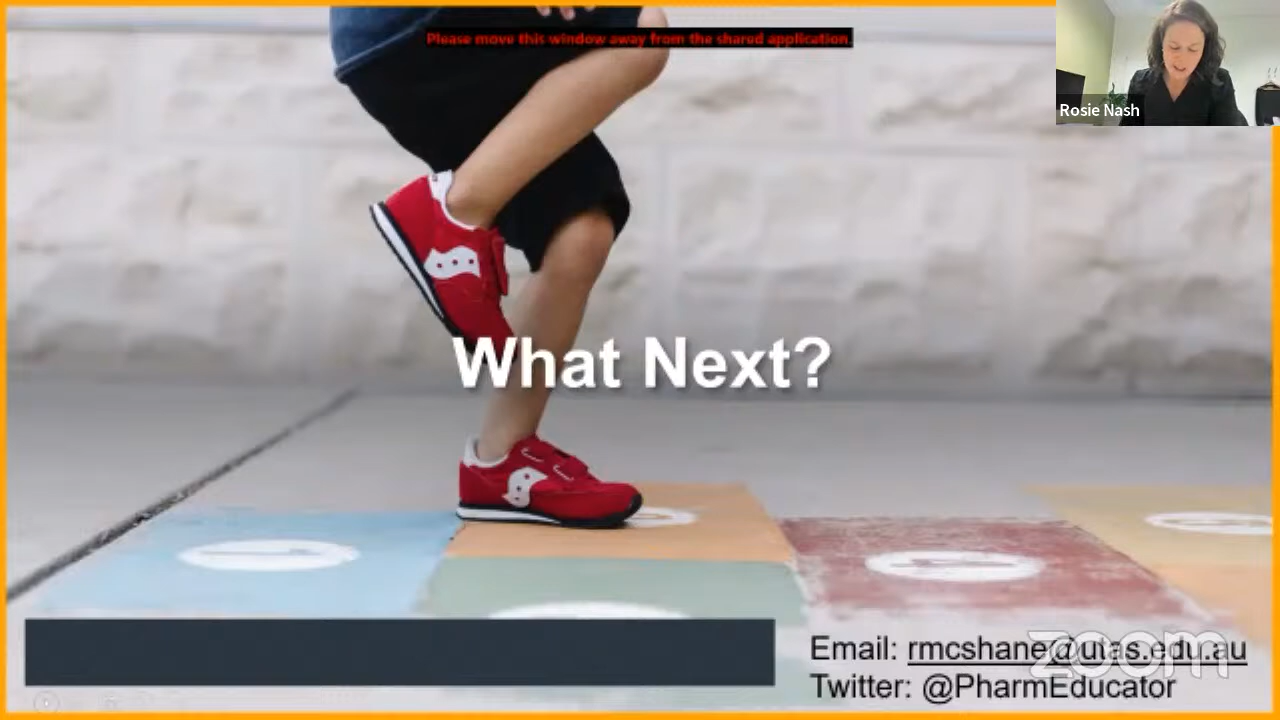 Please move this window away from the shared application.
Rosie Nash
What Next?
Email: rmcshane@utas.edu.au
Twitter: @PharmEducator
zoom